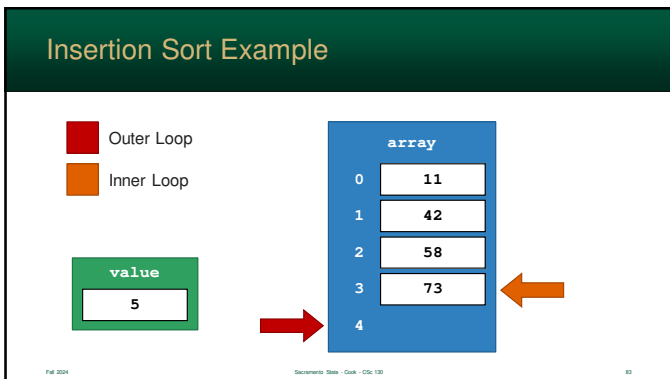 Insertion Sort Example
Outer Loop
Inner Loop
value
5
array
0 11
1 42
2 58
3 73
4
Fall 2024 Sacramento State - Cook - CSc 130 83